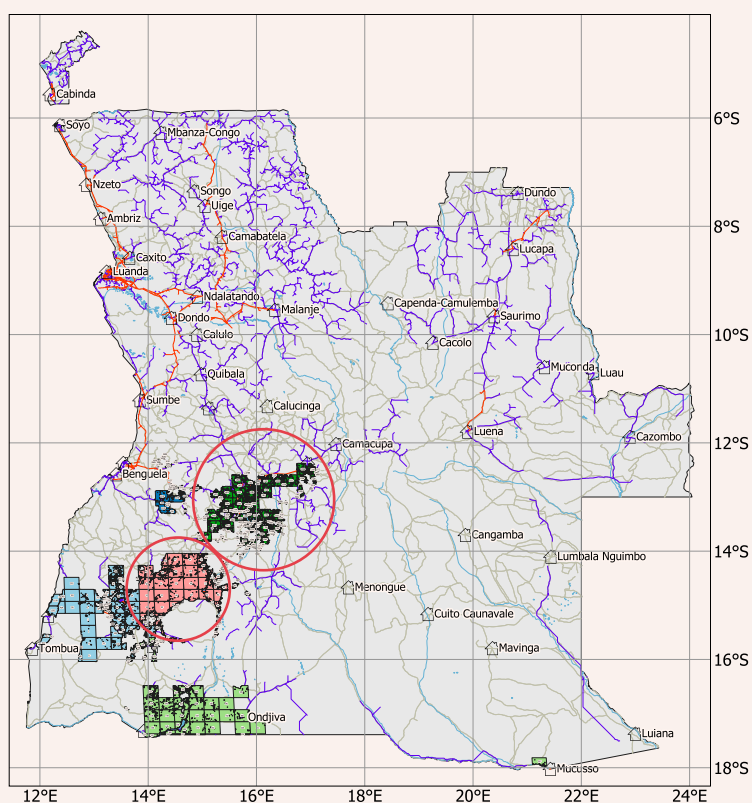 Cabinda
Soyo
Mbanza-Congo
6°S
Nzeto
Songo
Dundo
Uige
Ambriz
8°S
Camabatela
Lucapa
Caxito
Luanda
Ndalatando
Capenda-Camulemba
Dondo
Malanje
Saurimo
Calulo
10°S
Cacolo
Quibala
Muconda
Luau
Sumbe
Calucinga
Luena
Cazombo
Camacupa
12°S
Benguela
Cangamba
14°S
Lumbala Nguimbo
Menongue
Cuito Caunavale
Tombua
Mavinga
16°S
Ondjiva
Luiana
Mucusso
18°S
12°E 14°E 16°E 18°E 20°E 22°E 24°E